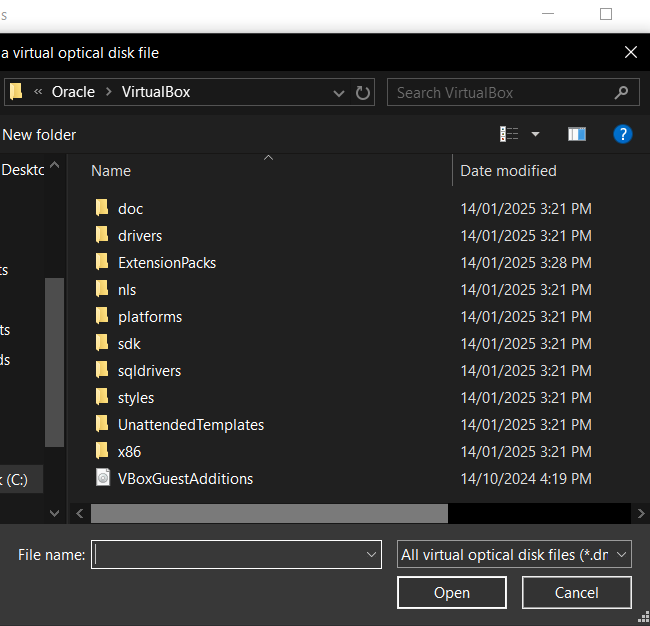 s
a virtual optical disk file
« Oracle > VirtualBox
Search VirtualBox
New folder
?
Deskto
Name
Date modified
doc 14/01/2025 3:21 PM
drivers 14/01/2025 3:21 PM
ts
ExtensionPacks 14/01/2025 3:28 PM
nls 14/01/2025 3:21 PM
platforms 14/01/2025 3:21 PM
ts
sdk 14/01/2025 3:21 PM
ds
sqldrivers 14/01/2025 3:21 PM
styles 14/01/2025 3:21 PM
UnattendedTemplates 14/01/2025 3:21 PM
x86 14/01/2025 3:21 PM
k (C:)
VBoxGuestAdditions 14/10/2024 4:19 PM
File name:
All virtual optical disk files (*.dr
Open
Cancel